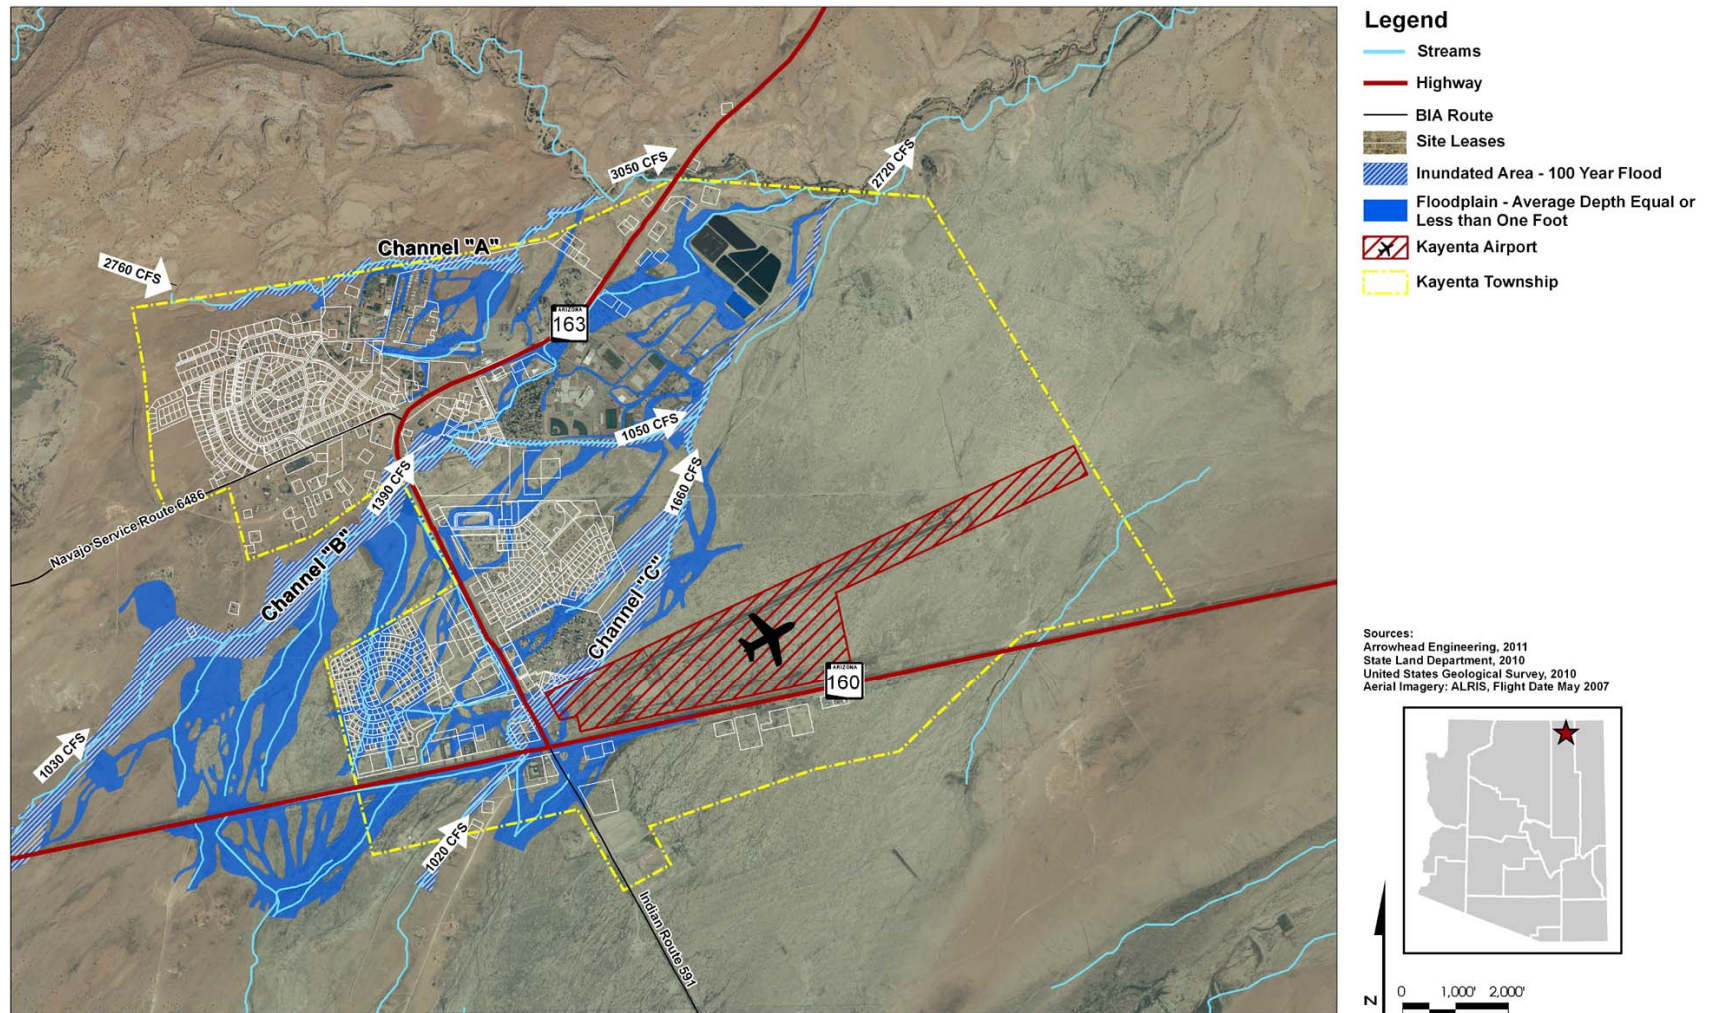 Legend
Streams
Highway
BIA Route
Site Leases
Inundated Area - 100 Year Flood
Floodplain - Average Depth Equal or
Less than One Foot
Kayenta Airport
Kayenta Township
3050 CFS
2720 CFS
Channel "A"
2760 CFS
ARIZONA
163
1050 CFS
1390 CFS
1660 CFS
Navajo Service Route 6486
Channel "B"
Channel "C"
ARIZONA
160
1030 CFS
1020 CFS
Indian Route 591
Sources:
Arrowhead Engineering, 2011
State Land Department, 2010
United States Geological Survey, 2010
Aerial Imagery: ALRIS, Flight Date May 2007
N
0 1,000' 2,000'